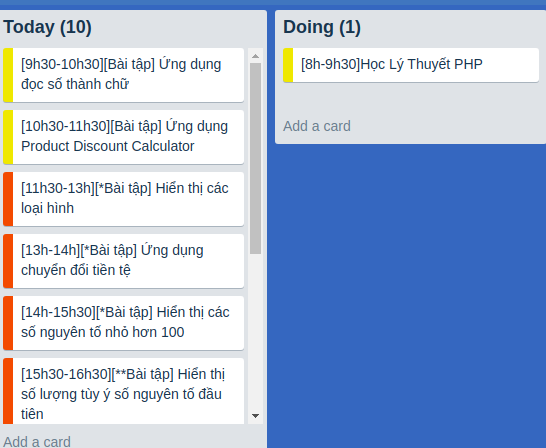 Today (10)
[9h30-10h30][Bài tập] Ứng dụng
đọc số thành chữ
[10h30-11h30][Bài tập] Ứng dụng
Product Discount Calculator
[11h30-13h][*Bài tập] Hiển thị các
loại hình
[13h-14h][*Bài tập] Ứng dụng
chuyển đổi tiền tệ
[14h-15h30][*Bài tập] Hiển thị các
số nguyên tố nhỏ hơn 100
[15h30-16h30][**Bài tập] Hiển thị
số lượng tùy ý số nguyên tố đầu
tiên
Add a card
Doing (1)
[8h-9h30]Học Lý Thuyết PHP
Add a card